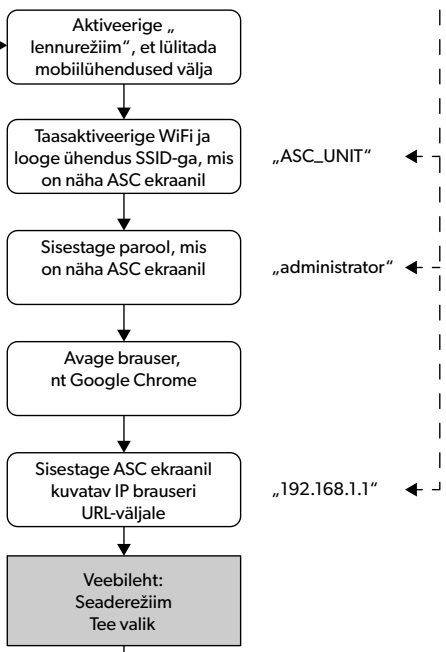 Aktiveerige „
lennurežiim“, et lülitada
mobiilühendused välja
Taasaktiveerige WiFi ja
looge ühendus SSID-ga, mis
on näha ASC ekraanil
„ASC_UNIT“
Sisestage parool, mis
on näha ASC ekraanil
„administrator“
Avage brauser,
nt Google Chrome
Sisestage ASC ekraanil
kuvatav IP brauseri
URL-väljale
„192.168.1.1“
Veebileht:
Seaderežiim
Tee valik